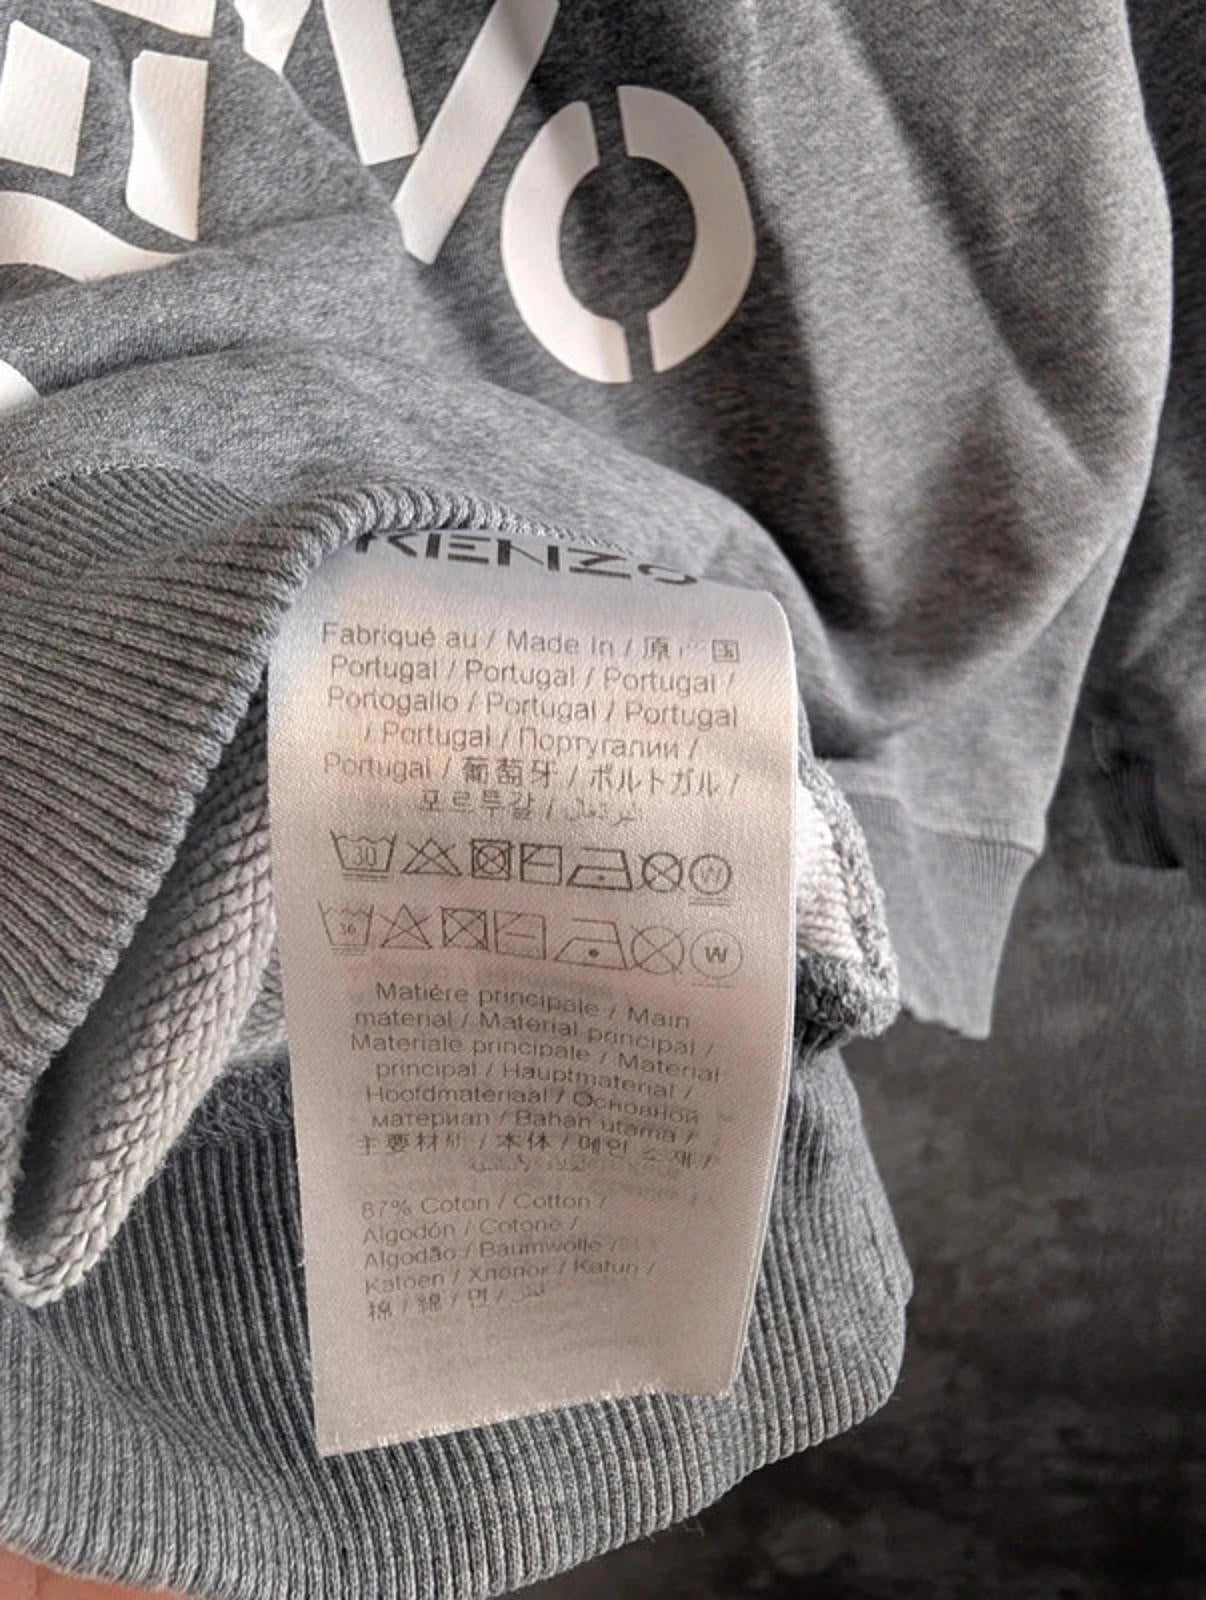 O
KENZO
Fabriqué au / Made In / 原产国
Portugal / Portugal / Portugal /
Portogallo / Portugal / Portugal
/ Portugal / Португалии /
Portugal / 葡萄牙 / ポルトガル /
포르투갈 /
30
W
30
W
Matière principale / Main
material / Material principal /
Materiale principale / Material
principal / Hauptmaterial /
Hoofdmateriaal / Основной
материал / Bahan utama /
主要材料 / 本体 / 메인 소재 /
87% Coton / Cotton /
Algodón / Cotone /
Algodão / Baumwolle /
Katoen / Хлопок / Katun /
棉 / 綿 / 면 /